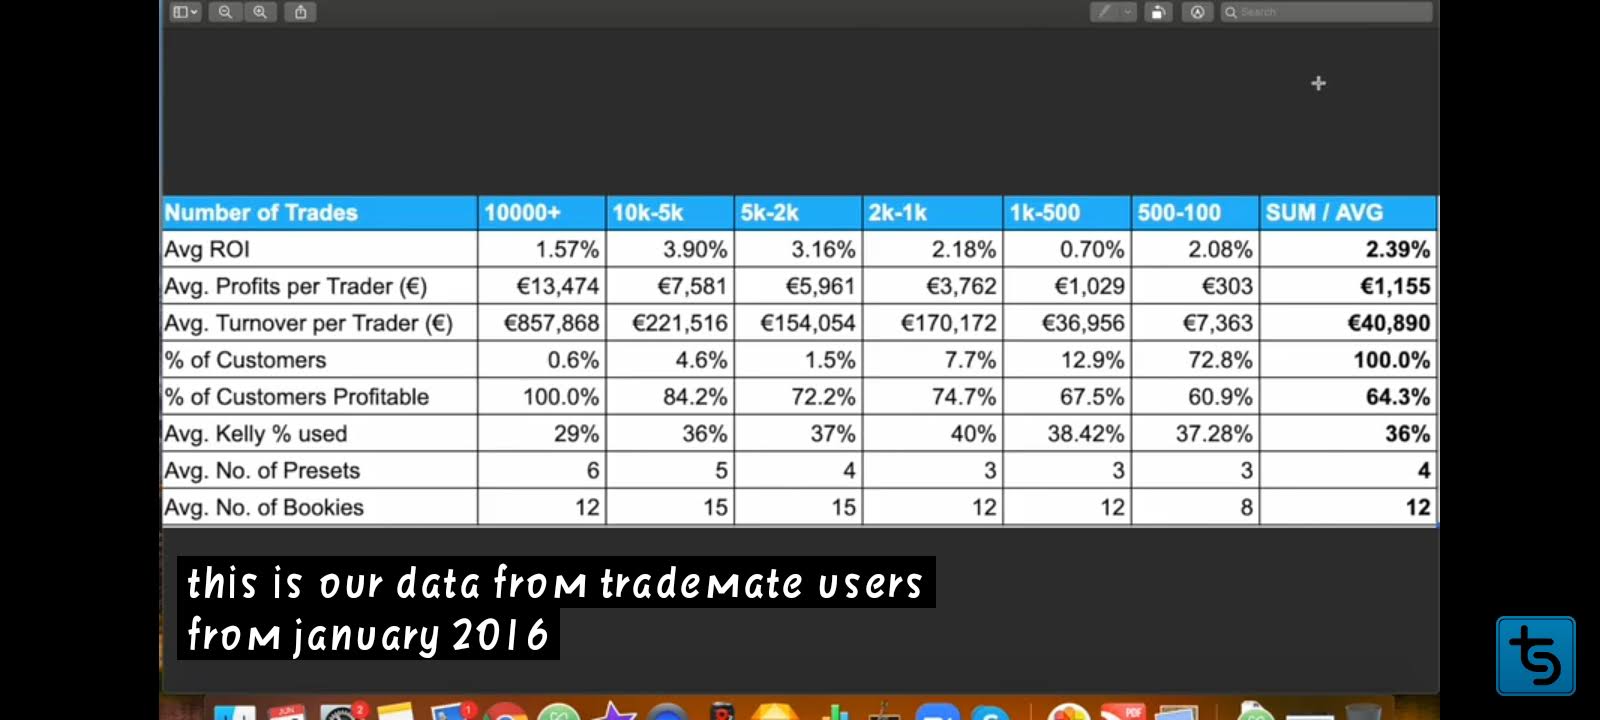 Search
Number of Trades 10000+ 10k-5k 5k-2k 2k-1k 1k-500 500-100 SUM / AVG
Avg ROI 1.57% 3.90% 3.16% 2.18% 0.70% 2.08% 2.39%
Avg. Profits per Trader (€) €13,474 €7,581 €5,961 €3,762 €1,029 €303 €1,155
Avg. Turnover per Trader (€) €857,868 €221,516 €154,054 €170,172 €36,956 €7,363 €40,890
% of Customers 0.6% 4.6% 1.5% 7.7% 12.9% 72.8% 100.0%
% of Customers Profitable 100.0% 84.2% 72.2% 74.7% 67.5% 60.9% 64.3%
Avg. Kelly % used 29% 36% 37% 40% 38.42% 37.28% 36%
Avg. No. of Presets 6 5 4 3 3 3 4
Avg. No. of Bookies 12 15 15 12 12 8 12
this is our data from trademate users
from january 2016
ts
JUN 2 1 PDF